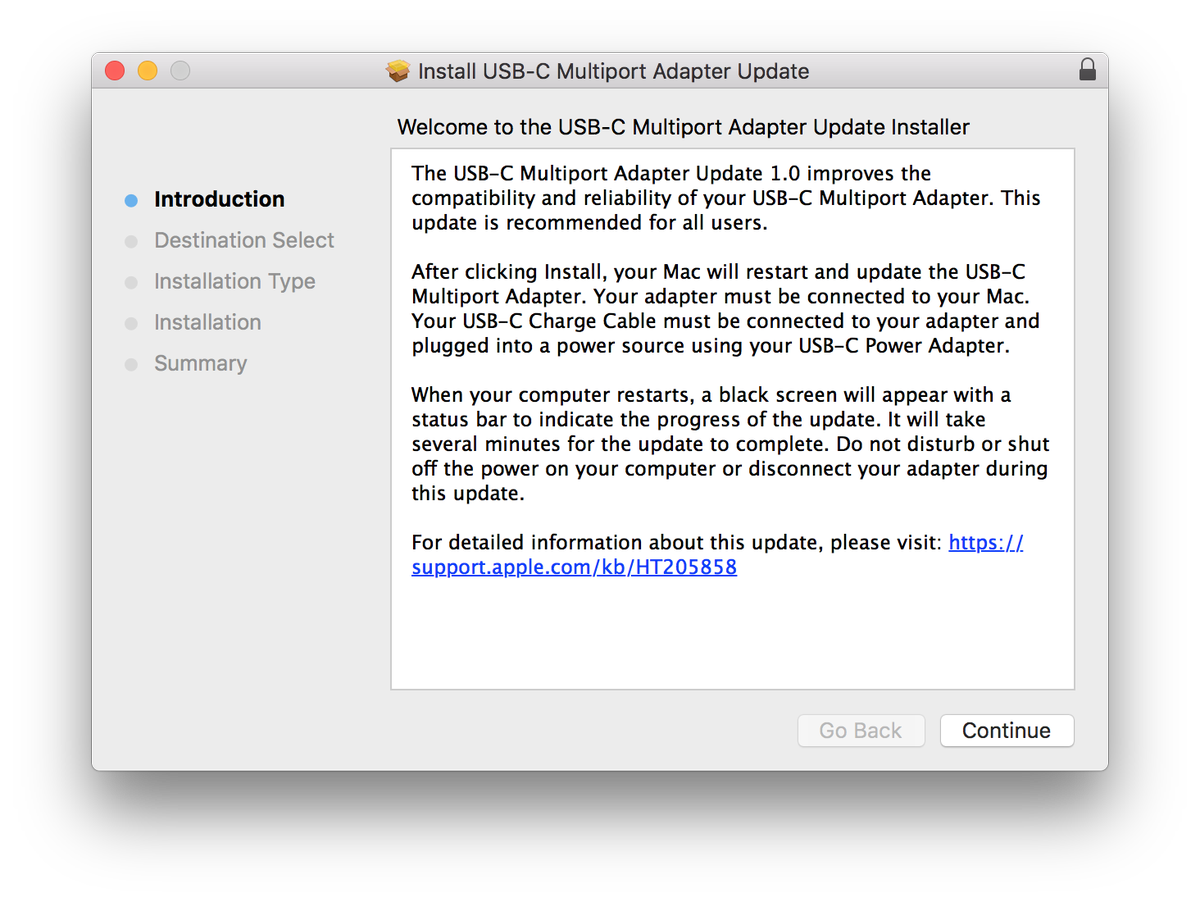 Install USB-C Multiport Adapter Update
Welcome to the USB-C Multiport Adapter Update Installer
Introduction
Destination Select
Installation Type
Installation
Summary
The USB-C Multiport Adapter Update 1.0 improves the
compatibility and reliability of your USB-C Multiport Adapter. This
update is recommended for all users.
After clicking Install, your Mac will restart and update the USB-C
Multiport Adapter. Your adapter must be connected to your Mac.
Your USB-C Charge Cable must be connected to your adapter and
plugged into a power source using your USB-C Power Adapter.
When your computer restarts, a black screen will appear with a
status bar to indicate the progress of the update. It will take
several minutes for the update to complete. Do not disturb or shut
off the power on your computer or disconnect your adapter during
this update.
For detailed information about this update, please visit: https://
support.apple.com/kb/HT205858
Go Back
Continue